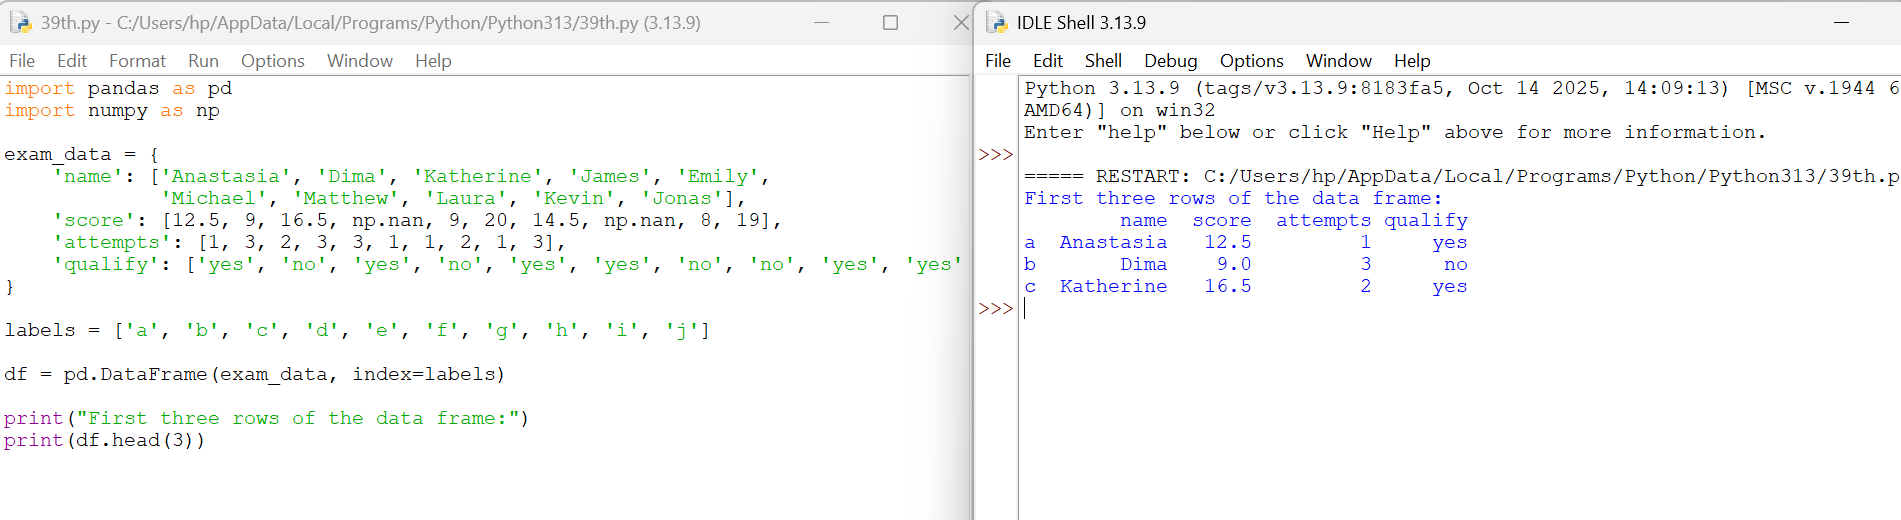 39th.py - C:/Users/hp/AppData/Local/Programs/Python/Python313/39th.py (3.13.9)
File Edit Format Run Options Window Help
import pandas as pd
import numpy as np

exam_data = {
    'name': ['Anastasia', 'Dima', 'Katherine', 'James', 'Emily',
             'Michael', 'Matthew', 'Laura', 'Kevin', 'Jonas'],
    'score': [12.5, 9, 16.5, np.nan, 9, 20, 14.5, np.nan, 8, 19],
    'attempts': [1, 3, 2, 3, 3, 1, 1, 2, 1, 3],
    'qualify': ['yes', 'no', 'yes', 'no', 'yes', 'yes', 'no', 'no', 'yes', 'yes'
}

labels = ['a', 'b', 'c', 'd', 'e', 'f', 'g', 'h', 'i', 'j']

df = pd.DataFrame(exam_data, index=labels)

print("First three rows of the data frame:")
print(df.head(3))
IDLE Shell 3.13.9
File Edit Shell Debug Options Window Help
Python 3.13.9 (tags/v3.13.9:8183fa5, Oct 14 2025, 14:09:13) [MSC v.1944 6
AMD64)] on win32
Enter "help" below or click "Help" above for more information.
>>>
===== RESTART: C:/Users/hp/AppData/Local/Programs/Python/Python313/39th.p
First three rows of the data frame:
        name  score  attempts qualify
a  Anastasia   12.5         1     yes
b       Dima    9.0         3      no
c  Katherine   16.5         2     yes
>>>